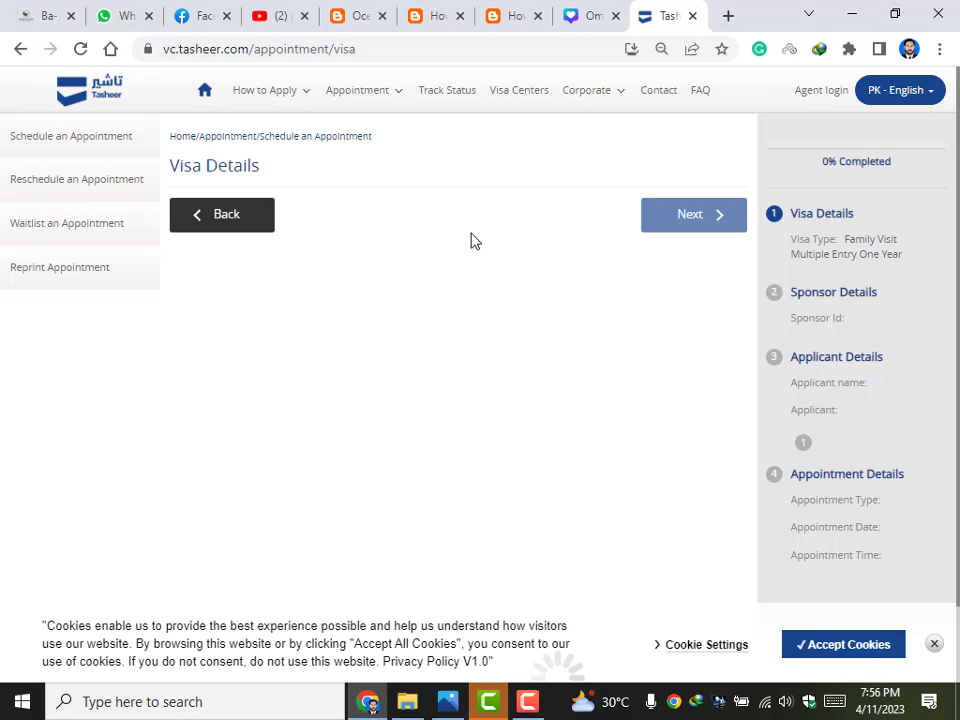 Ba-
Wh
Fac
(2)
Oce
Hov
Hov
Om
Tash
vc.tasheer.com/appointment/visa
تاشير
Tasheer
How to Apply
Appointment
Track Status
Visa Centers
Corporate
Contact
FAQ
Agent login
PK - English
Schedule an Appointment
Reschedule an Appointment
Waitlist an Appointment
Reprint Appointment
Home/Appointment/Schedule an Appointment
Visa Details
Back
Next
0% Completed
1 Visa Details
Visa Type: Family Visit
Multiple Entry One Year
2 Sponsor Details
Sponsor Id:
3 Applicant Details
Applicant name:
Applicant:
1
4 Appointment Details
Appointment Type:
Appointment Date:
Appointment Time:
"Cookies enable us to provide the best experience possible and help us understand how visitors
use our website. By browsing this website or by clicking "Accept All Cookies", you consent to our
use of cookies. If you do not consent, do not use this website. Privacy Policy V1.0"
Cookie Settings
✓Accept Cookies
Type here to search
30°C
7:56 PM
4/11/2023